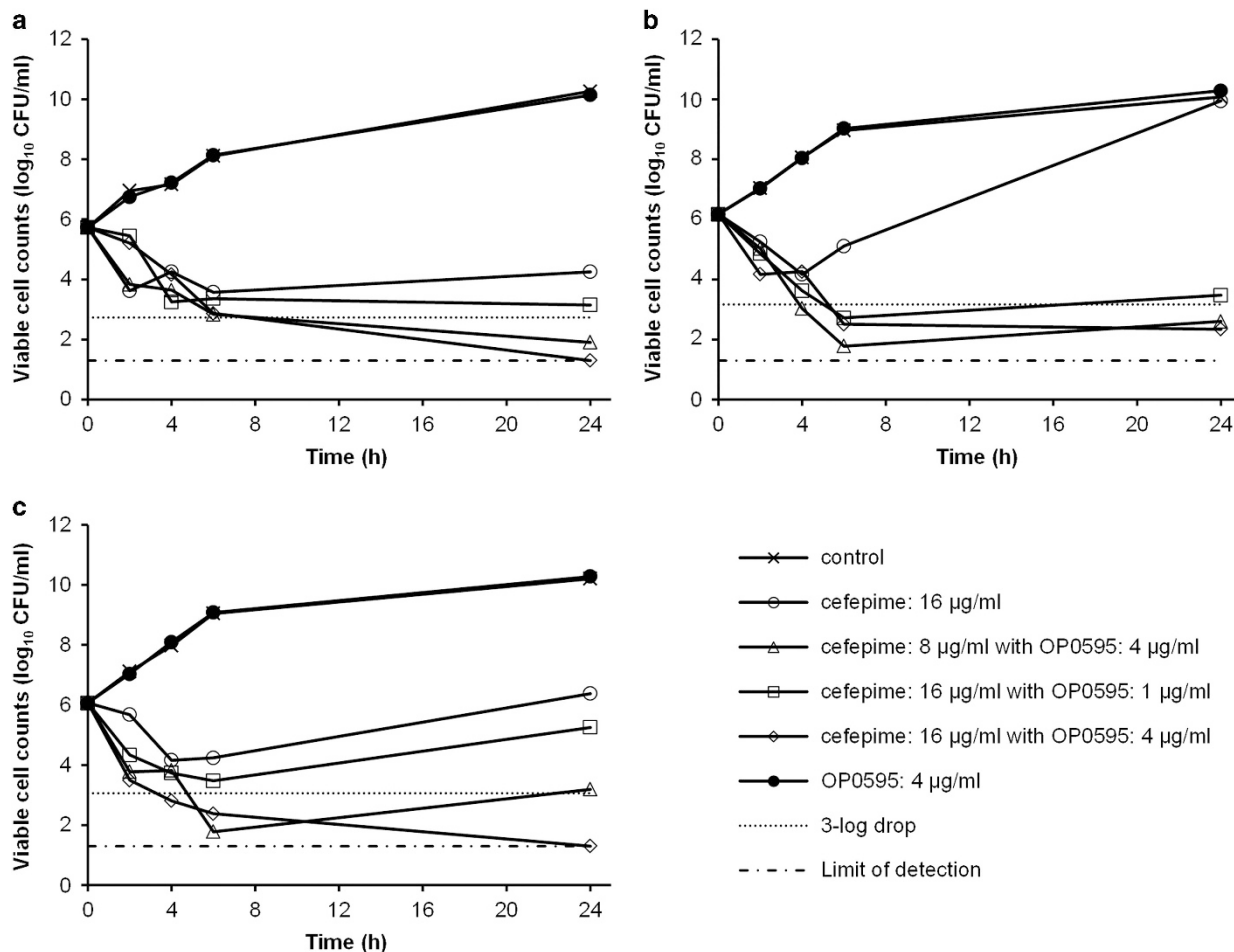 a
Viable cell counts (log10 CFU/ml)
12
10
8
6
4
2
0
0 4 8 12 16 20 24
Time (h)
b
Viable cell counts (log10 CFU/ml)
12
10
8
6
4
2
0
0 4 8 12 16 20 24
Time (h)
c
Viable cell counts (log10 CFU/ml)
12
10
8
6
4
2
0
0 4 8 12 16 20 24
Time (h)
control
cefepime: 16 µg/ml
cefepime: 8 µg/ml with OP0595: 4 µg/ml
cefepime: 16 µg/ml with OP0595: 1 µg/ml
cefepime: 16 µg/ml with OP0595: 4 µg/ml
OP0595: 4 µg/ml
3-log drop
Limit of detection